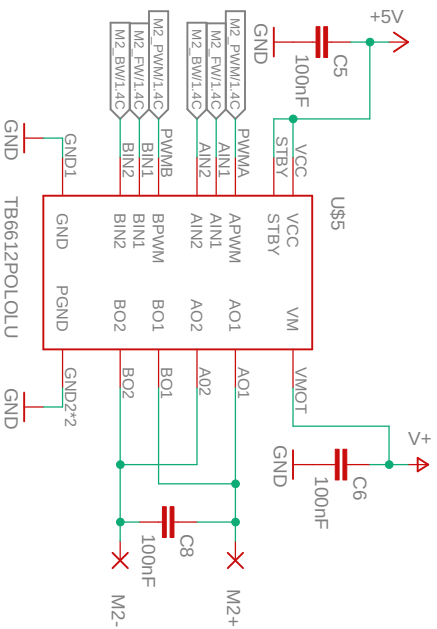 +5V
GND
C5
100nF
M2_PWM/1.4C
M2_FW/1.4C
M2_BW/1.4C
M2_PWM/1.4C
M2_FW/1.4C
M2_BW/1.4C
VCC
STBY
PWMA
AIN1
AIN2
PWMB
BIN1
BIN2
GND1
GND
U$5
VCC
STBY
APWM
AIN1
AIN2
BPWM
BIN1
BIN2
GND
VM
AO1
AO2
BO1
BO2
PGND
TB6612POLOLU
VMOT
AO1
A02
BO1
BO2
GND2*2
GND
V+
GND
C6
100nF
C8
100nF
M2+
M2-